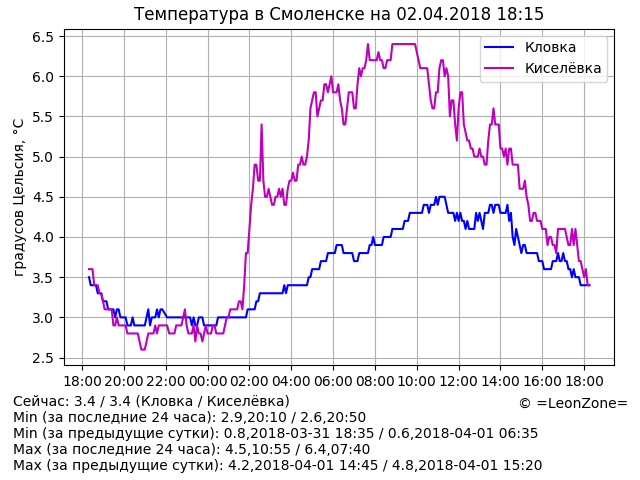 Температура в Смоленске на 02.04.2018 18:15
Кловка
Киселёвка
градусов Цельсия, °C
6.5
6.0
5.5
5.0
4.5
4.0
3.5
3.0
2.5
18:00 20:00 22:00 00:00 02:00 04:00 06:00 08:00 10:00 12:00 14:00 16:00 18:00
Сейчас: 3.4 / 3.4 (Кловка / Киселёвка)
© =LeonZone=
Min (за последние 24 часа): 2.9,20:10 / 2.6,20:50
Min (за предыдущие сутки): 0.8,2018-03-31 18:35 / 0.6,2018-04-01 06:35
Max (за последние 24 часа): 4.5,10:55 / 6.4,07:40
Max (за предыдущие сутки): 4.2,2018-04-01 14:45 / 4.8,2018-04-01 15:20